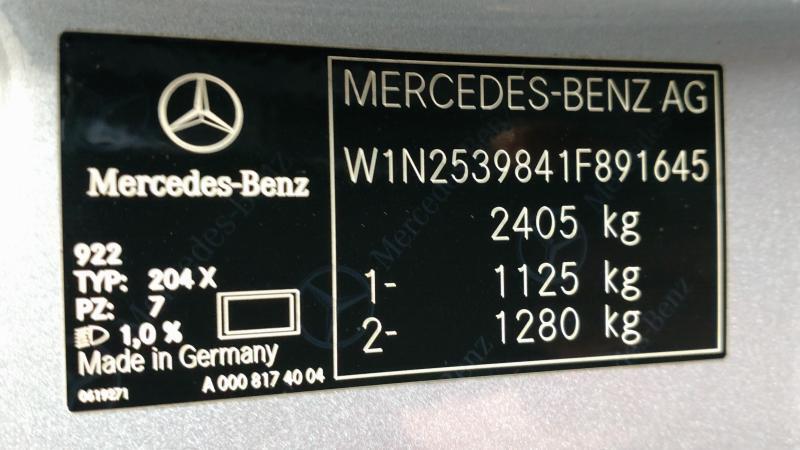 Mercedes-Benz
922
TYP: 204 X
PZ: 7
1,0 %
Made in Germany
A 000 817 40 04
0619271
MERCEDES-BENZ AG
W1N2539841F891645
2405 kg
1- 1125 kg
2- 1280 kg